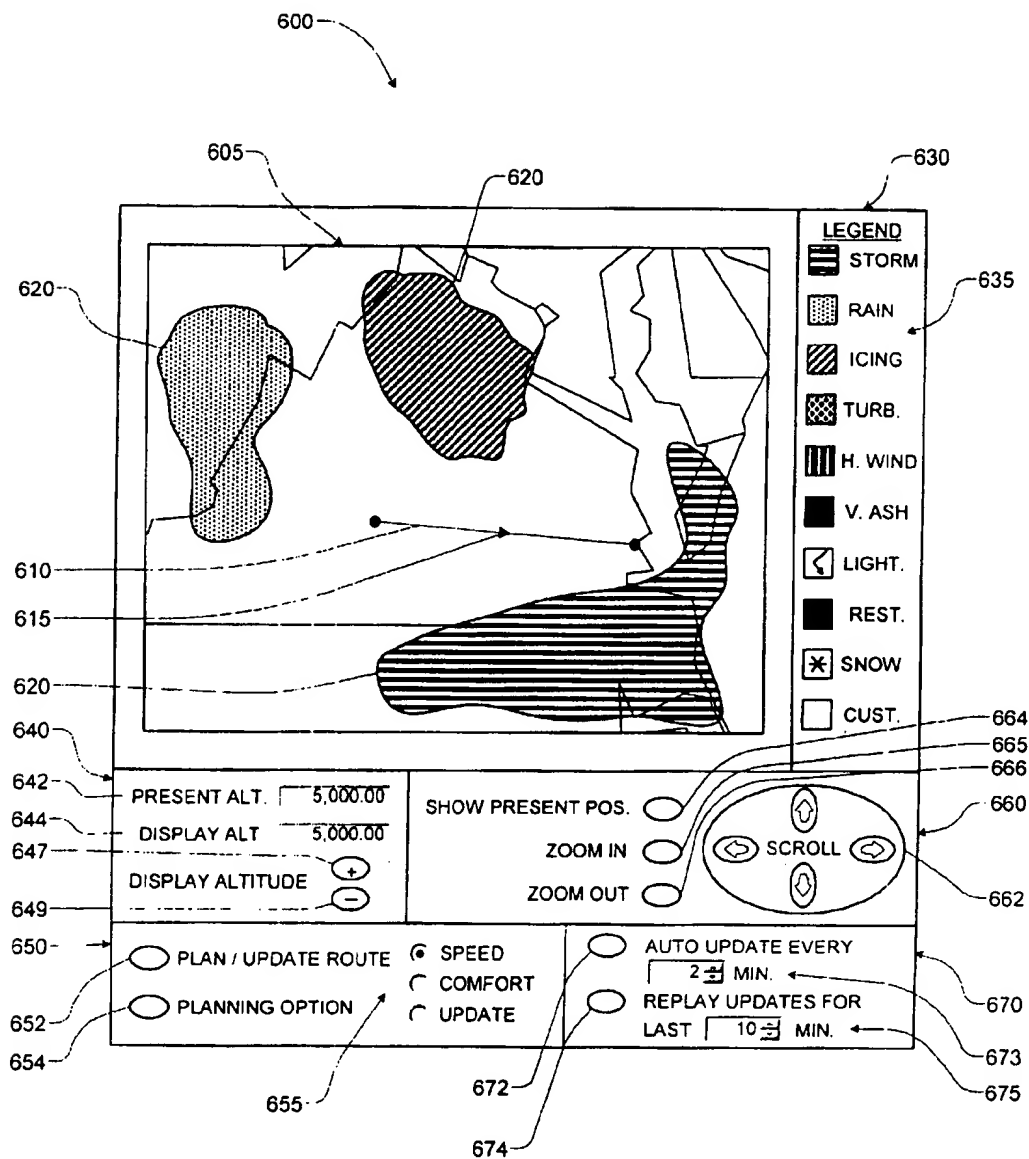 600
605
620
630
LEGEND
STORM
RAIN
ICING
TURB.
H. WIND
V. ASH
LIGHT.
REST.
SNOW
CUST.
635
620
610
615
620
640
642
644
647
649
650
652
654
655
664
665
666
660
662
670
673
675
672
674
PRESENT ALT. 5,000.00
DISPLAY ALT 5,000.00
DISPLAY ALTITUDE + −
SHOW PRESENT POS.
ZOOM IN
ZOOM OUT
SCROLL
PLAN / UPDATE ROUTE
PLANNING OPTION
SPEED
COMFORT
UPDATE
AUTO UPDATE EVERY
2 MIN.
REPLAY UPDATES FOR
LAST 10 MIN.